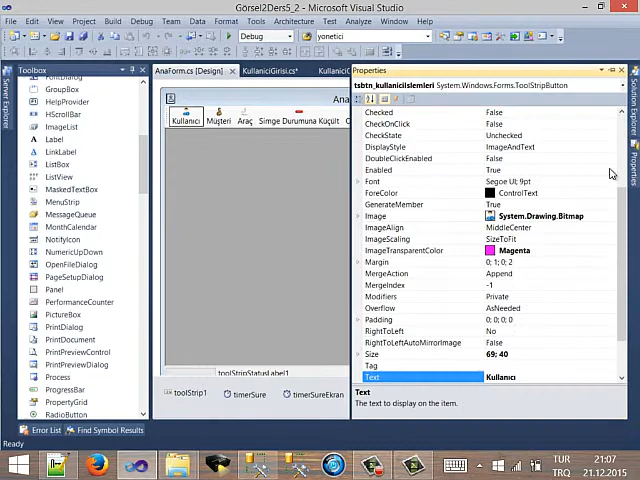 Görsel2Ders5_2 - Microsoft Visual Studio
File Edit View Project Build Debug Team Data Format Tools Architecture Test Analyze Window Help
Debug yonetici
Server Explorer
Toolbox
FontDialog
GroupBox
HelpProvider
HScrollBar
ImageList
Label
LinkLabel
ListBox
ListView
MaskedTextBox
MenuStrip
MessageQueue
MonthCalendar
NotifyIcon
NumericUpDown
OpenFileDialog
PageSetupDialog
Panel
PerformanceCounter
PictureBox
PrintDialog
PrintDocument
PrintPreviewControl
PrintPreviewDialog
Process
ProgressBar
PropertyGrid
RadioButton
AnaForm.cs [Design] KullaniciGirisi.cs* Kullanici
Ana
Kullanıcı Müşteri Araç Simge Durumuna Küçült
toolStripStatusLabel1
toolStrip1 timerSure timerSureEkran
Properties
tsbtn_kullaniciIslemleri System.Windows.Forms.ToolStripButton
Checked False
CheckOnClick False
CheckState Unchecked
DisplayStyle ImageAndText
DoubleClickEnabled False
Enabled True
Font Segoe UI; 9pt
ForeColor ControlText
GenerateMember True
Image System.Drawing.Bitmap
ImageAlign MiddleCenter
ImageScaling SizeToFit
ImageTransparentColor Magenta
Margin 0; 1; 0; 2
MergeAction Append
MergeIndex -1
Modifiers Private
Overflow AsNeeded
Padding 0; 0; 0; 0
RightToLeft No
RightToLeftAutoMirrorImage False
Size 69; 40
Tag
Text Kullanıcı
Text
The text to display on the item.
Solution Explorer
Properties
Error List Find Symbol Results
Ready
TUR 21:07
TRQ 21.12.2015